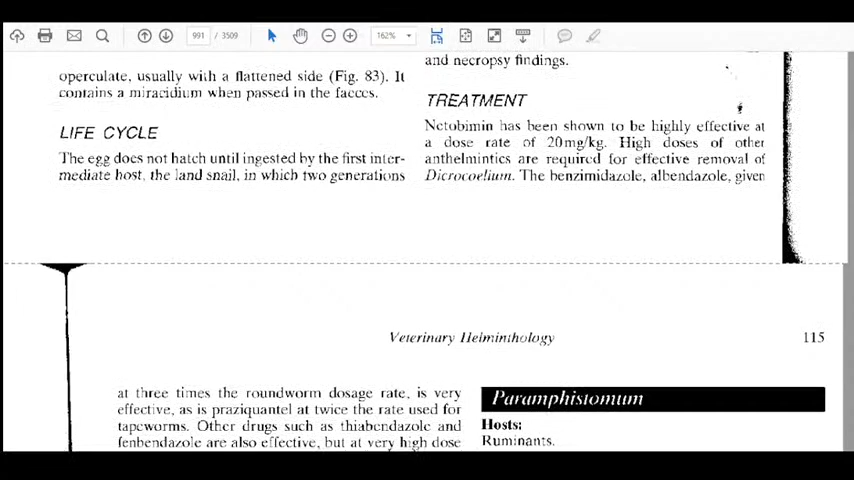 991 / 3509
162%
operculate, usually with a flattened side (Fig. 83). It
contains a miracidium when passed in the faeces.
LIFE CYCLE
The egg does not hatch until ingested by the first inter-
mediate host, the land snail, in which two generations
and necropsy findings.
TREATMENT
Netobimin has been shown to be highly effective at
a dose rate of 20mg/kg. High doses of other
anthelmintics are required for effective removal of
Dicrocoelium. The benzimidazole, albendazole, given
Veterinary Helminthology
115
at three times the roundworm dosage rate, is very
effective, as is praziquantel at twice the rate used for
tapeworms. Other drugs such as thiabendazole and
fenbendazole are also effective, but at very high dose
Paramphistomum
Hosts:
Ruminants.